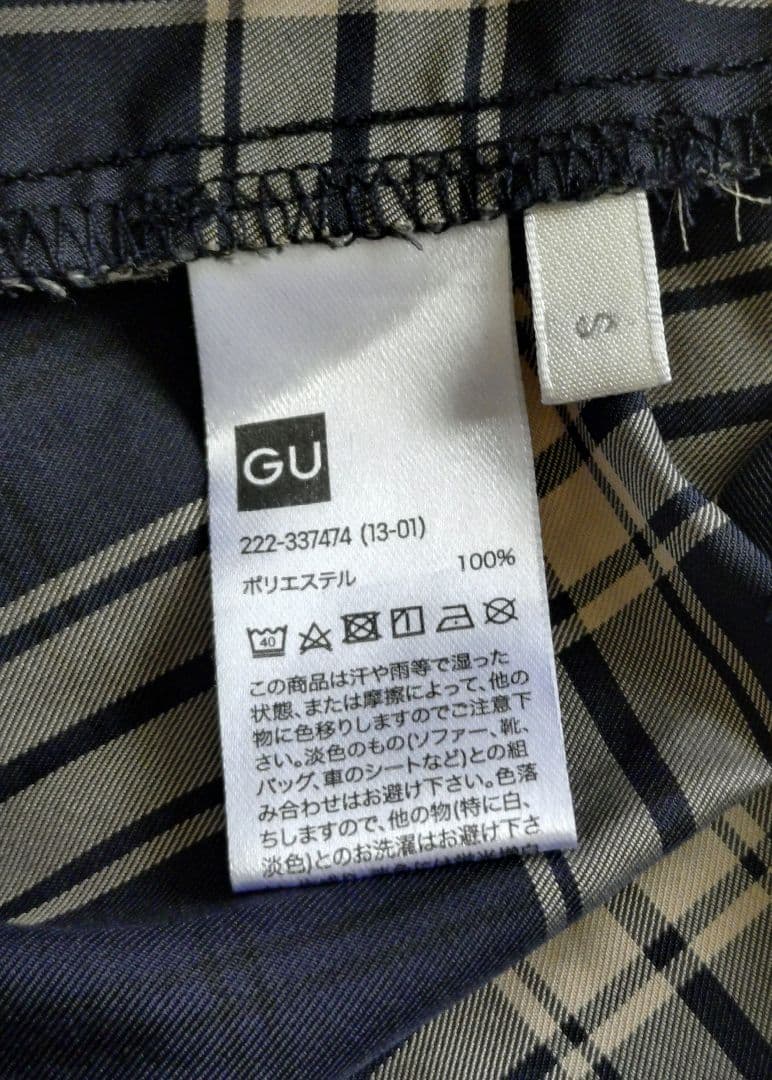 S
GU
222-337474 (13-01)
ポリエステル 100%
40
この商品は汗や雨等で湿った
状態、または摩擦によって、他の
物に色移りしますのでご注意下
さい。淡色のもの(ソファー、靴、
バッグ、車のシートなど)との組
み合わせはお避け下さい。色落
ちしますので、他の物(特に白、
淡色)とのお洗濯はお避け下さ